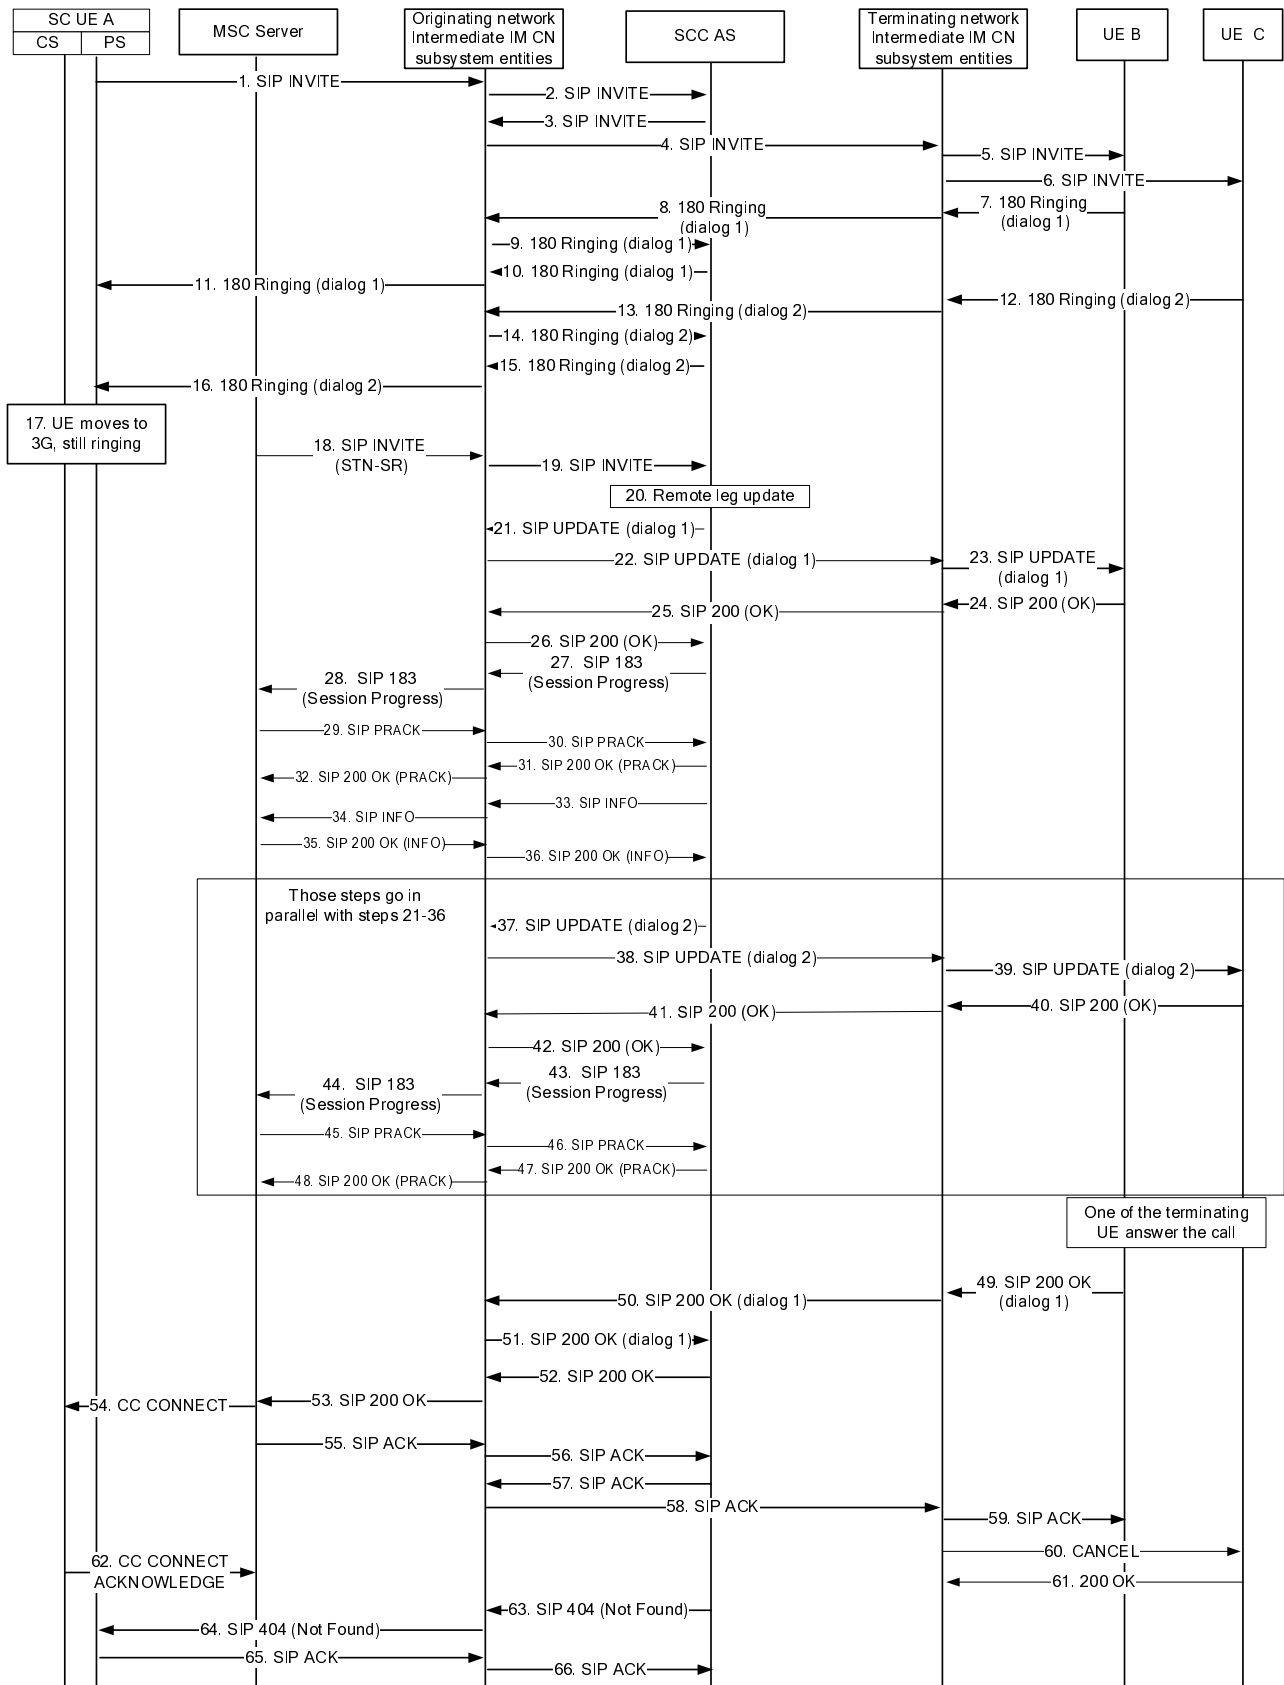 SC UE A
CS
PS
MSC Server
Originating network
Intermediate IM CN
subsystem entities
SCC AS
Terminating network
Intermediate IM CN
subsystem entities
UE B
UE C
1. SIP INVITE
2. SIP INVITE
3. SIP INVITE
4. SIP INVITE
5. SIP INVITE
6. SIP INVITE
7. 180 Ringing
(dialog 1)
8. 180 Ringing
(dialog 1)
9. 180 Ringing (dialog 1)
10. 180 Ringing (dialog 1)
11. 180 Ringing (dialog 1)
12. 180 Ringing (dialog 2)
13. 180 Ringing (dialog 2)
14. 180 Ringing (dialog 2)
15. 180 Ringing (dialog 2)
16. 180 Ringing (dialog 2)
17. UE moves to
3G, still ringing
18. SIP INVITE
(STN-SR)
19. SIP INVITE
20. Remote leg update
21. SIP UPDATE (dialog 1)
22. SIP UPDATE (dialog 1)
23. SIP UPDATE
(dialog 1)
24. SIP 200 (OK)
25. SIP 200 (OK)
26. SIP 200 (OK)
27. SIP 183
(Session Progress)
28. SIP 183
(Session Progress)
29. SIP PRACK
30. SIP PRACK
31. SIP 200 OK (PRACK)
32. SIP 200 OK (PRACK)
33. SIP INFO
34. SIP INFO
35. SIP 200 OK (INFO)
36. SIP 200 OK (INFO)
Those steps go in
parallel with steps 21-36
37. SIP UPDATE (dialog 2)
38. SIP UPDATE (dialog 2)
39. SIP UPDATE (dialog 2)
40. SIP 200 (OK)
41. SIP 200 (OK)
42. SIP 200 (OK)
43. SIP 183
(Session Progress)
44. SIP 183
(Session Progress)
45. SIP PRACK
46. SIP PRACK
47. SIP 200 OK (PRACK)
48. SIP 200 OK (PRACK)
One of the terminating
UE answer the call
49. SIP 200 OK
(dialog 1)
50. SIP 200 OK (dialog 1)
51. SIP 200 OK (dialog 1)
52. SIP 200 OK
53. SIP 200 OK
54. CC CONNECT
55. SIP ACK
56. SIP ACK
57. SIP ACK
58. SIP ACK
59. SIP ACK
60. CANCEL
61. 200 OK
62. CC CONNECT
ACKNOWLEDGE
63. SIP 404 (Not Found)
64. SIP 404 (Not Found)
65. SIP ACK
66. SIP ACK